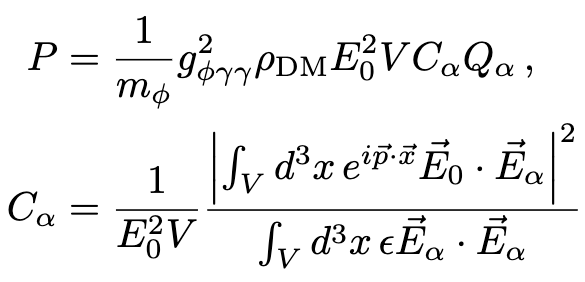 P = \frac{1}{m_\phi} g_{\phi\gamma\gamma}^2 \rho_{\mathrm{DM}} E_0^2 V C_\alpha Q_\alpha \,,
C_\alpha = \frac{1}{E_0^2 V} \frac{\left| \int_V d^3x \, e^{i\vec{p}\cdot\vec{x}} \vec{E}_0 \cdot \vec{E}_\alpha \right|^2}{\int_V d^3x \, \epsilon \vec{E}_\alpha \cdot \vec{E}_\alpha}